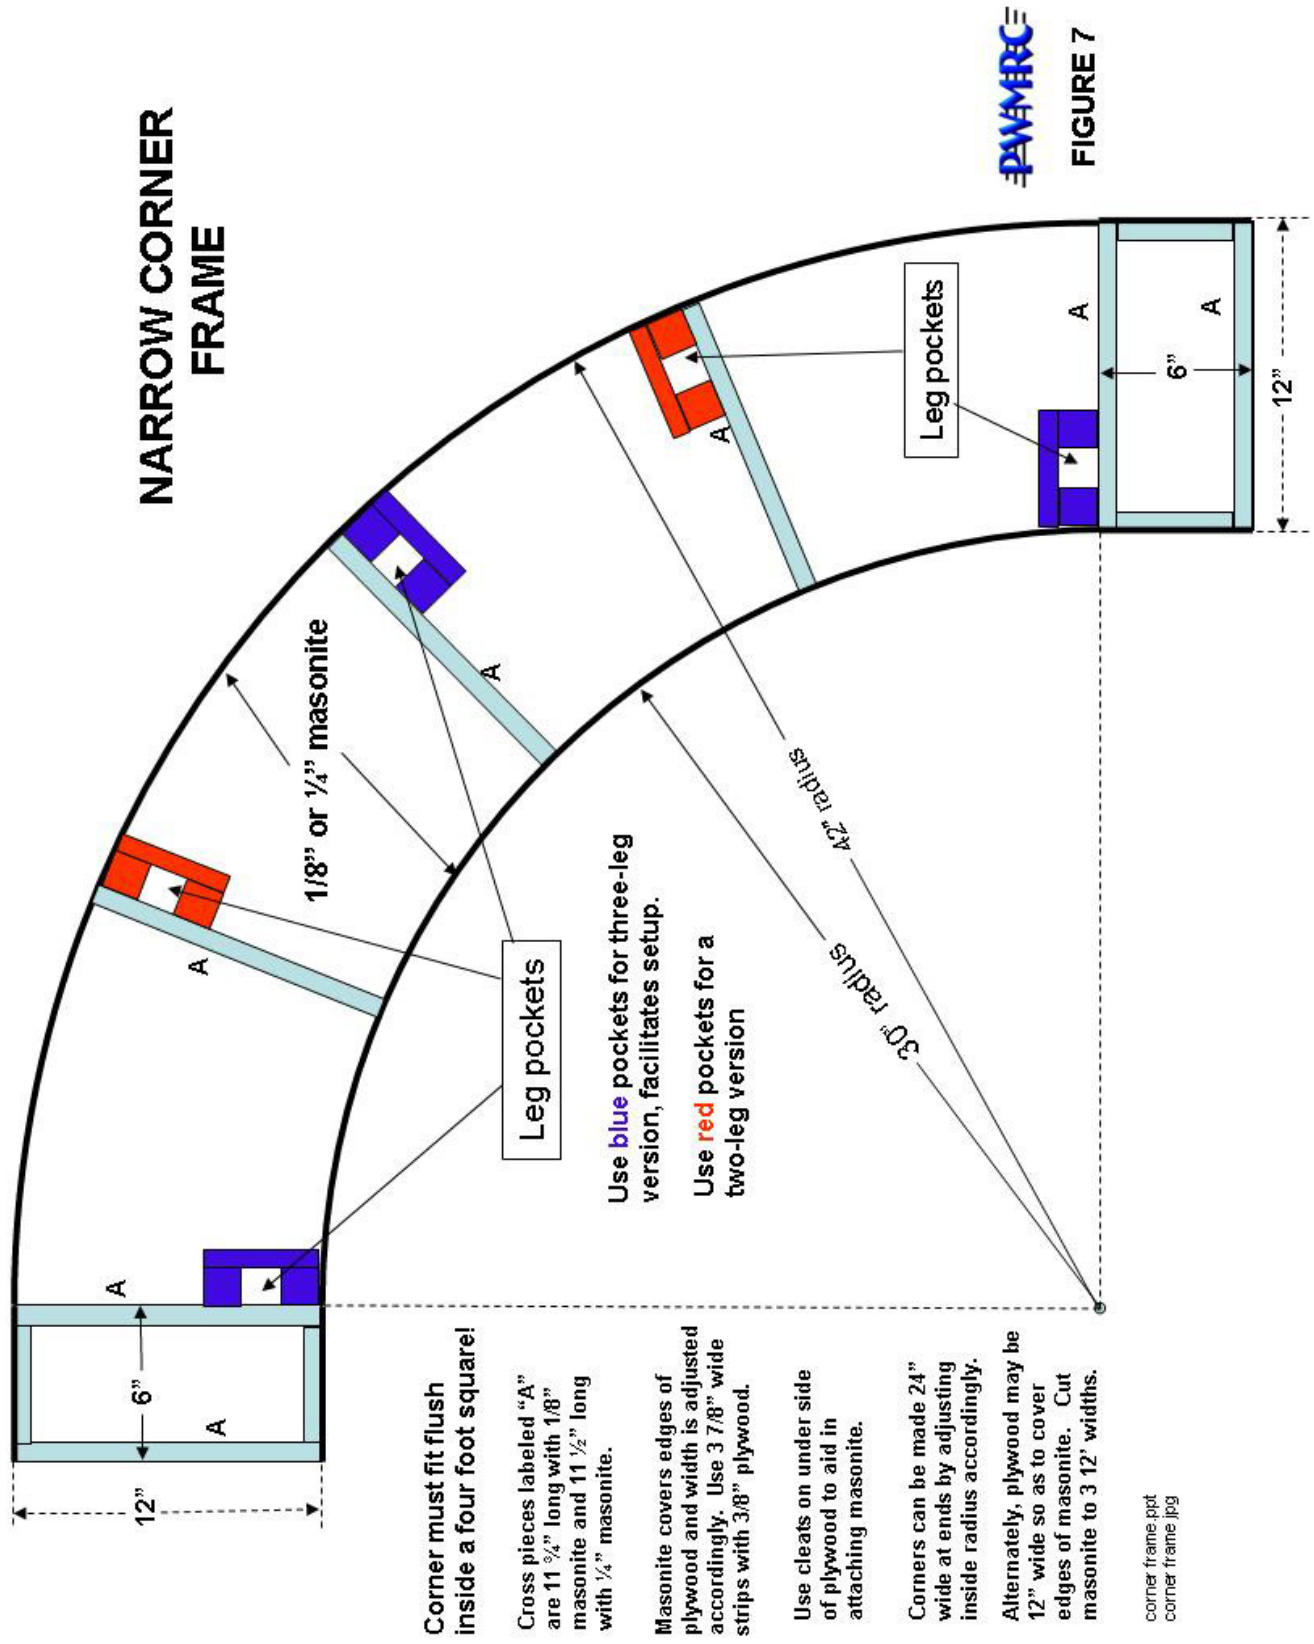 NARROW CORNER
FRAME
12”
6”
A
A
A
A
1/8” or ¼” masonite
A
A
A
A
6”
12”
Leg pockets
Leg pockets
Use blue pockets for three-leg
version, facilitates setup.
Use red pockets for a
two-leg version
30” radius
42” radius
Corner must fit flush
inside a four foot square!
Cross pieces labeled “A”
are 11 ¾” long with 1/8”
masonite and 11 ½” long
with ¼” masonite.
Masonite covers edges of
plywood and width is adjusted
accordingly. Use 3 7/8” wide
strips with 3/8” plywood.
Use cleats on under side
of plywood to aid in
attaching masonite.
Corners can be made 24”
wide at ends by adjusting
inside radius accordingly.
Alternately, plywood may be
12” wide so as to cover
edges of masonite. Cut
masonite to 3 12’ widths.
corner frame.ppt
corner frame.jpg
PWMRC
FIGURE 7